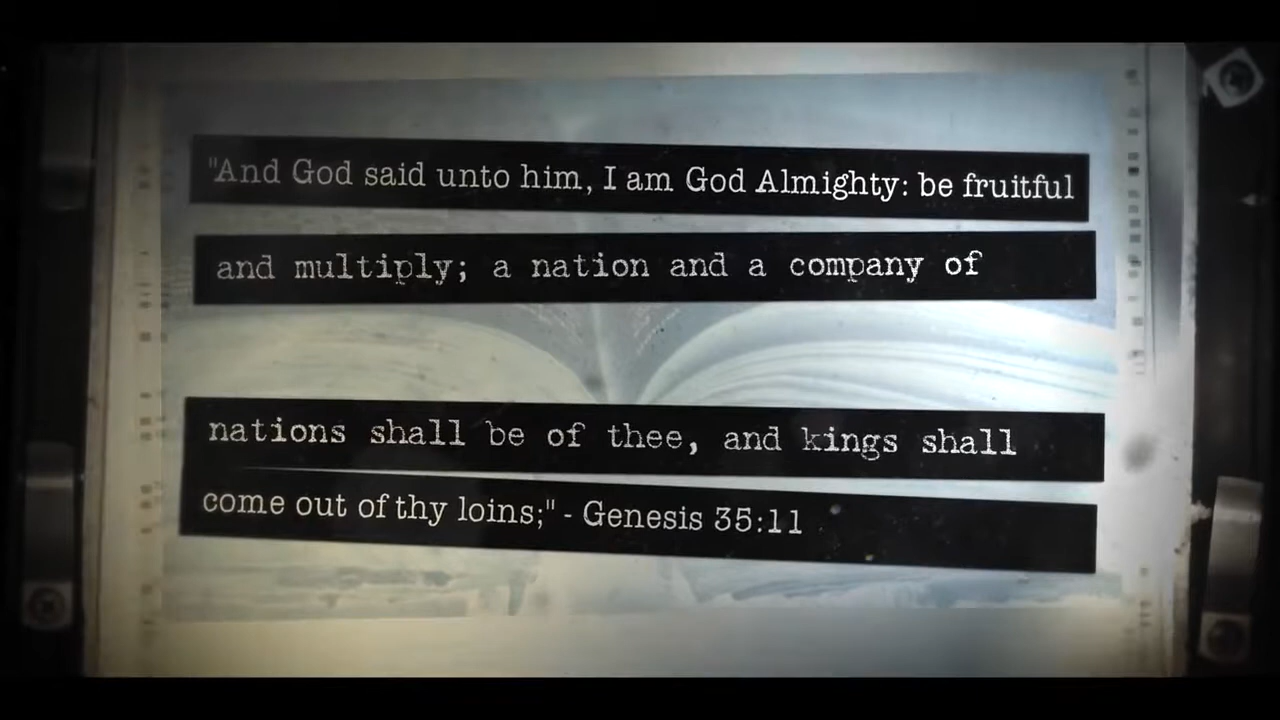 "And God said unto him, I am God Almighty: be fruitful
and multiply; a nation and a company of
nations shall be of thee, and kings shall
come out of thy loins;" - Genesis 35:11